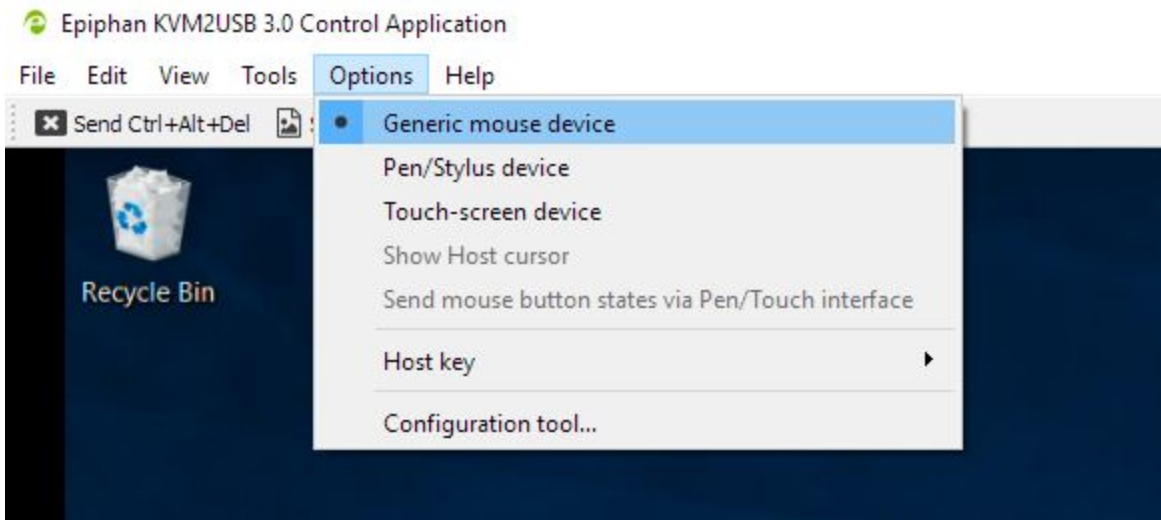 Epiphan KVM2USB 3.0 Control Application
File Edit View Tools Options Help
Send Ctrl+Alt+Del
Generic mouse device
Pen/Stylus device
Touch-screen device
Show Host cursor
Recycle Bin
Send mouse button states via Pen/Touch interface
Host key
Configuration tool...